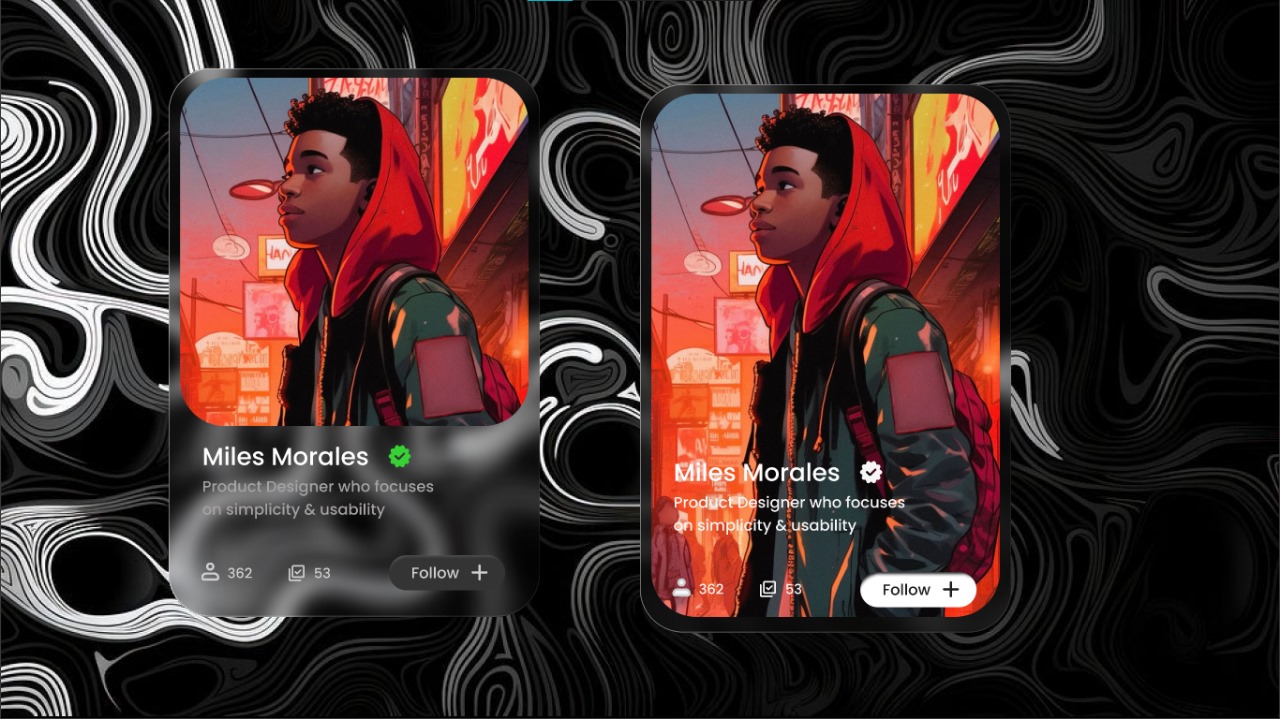 Miles Morales
Product Designer who focuses
on simplicity & usability
362
53
Follow +
HAN
Miles Morales
Product Designer who focuses
on simplicity & usability
362
53
Follow +